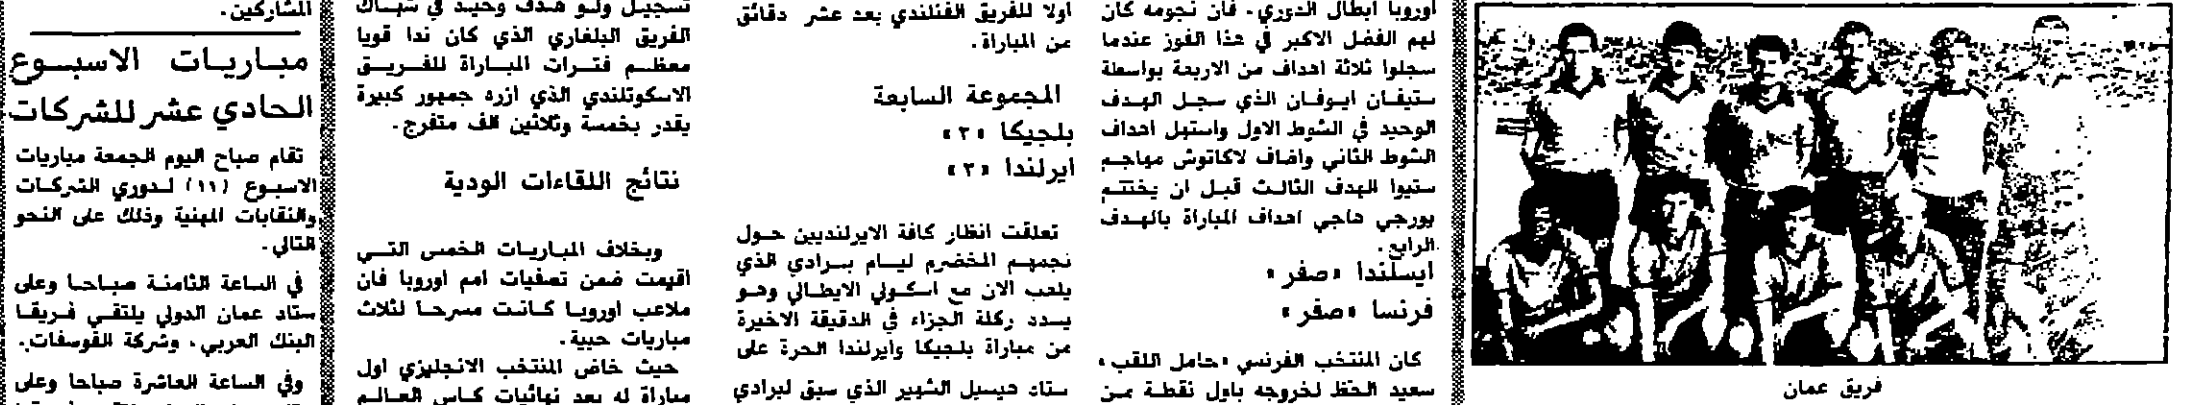 فريق عمان
اوروبا ابطال الدوري. فان نجومه كان
لهم الفضل الاكبر في هذا الفوز عندما
سجلوا ثلاثة اهداف من الاربعة بواسطة
ستيفان ايوفان الذي سجل الهدف
الوحيد في الشوط الاول واستهل اهداف
الشوط الثاني واضاف لاكاتوش مهاجم
ستيوا الهدف الثالث قبل ان يختتم
بورجي هاجي اهداف المباراة بالهدف
الرابع.
ايسلندا «صفر»
فرنسا «صفر»
كان المنتخب الفرنسي «حامل اللقب»
سعيد الحظ لخروجه باول نقطة من
اولا للفريق الفنلندي بعد عشر دقائق
من المباراة.
المجموعة السابعة
بلجيكا «٢»
ايرلندا «٢»
تعلقت انظار كافة الايرلنديين حول
نجمهم المخضرم ليام برادي الذي
يلعب الان مع اسكولي الايطالي وهو
يسدد ركلة الجزاء في الدقيقة الاخيرة
من مباراة بلجيكا وايرلندا الحرة على
ستاد هيسيل الشهير الذي سبق لبرادي
تسجيل ولو هدف وحيد في شباك
الفريق البلغاري الذي كان ندا قويا
معظم فترات المباراة للفريق
الاسكوتلندي الذي ازره جمهور كبيرة
يقدر بخمسة وثلاثين الف متفرج.
نتائج اللقاءات الودية
وبخلاف المباريات الخمس التي
اقيمت ضمن تصفيات امم اوروبا فان
ملاعب اوروبا كانت مسرحا لثلاث
مباريات حبية.
حيث خاض المنتخب الانجليزي اول
مباراة له بعد نهائيات كاس العالم
المشاركين.
مباريات الاسبوع
الحادي عشر للشركات
تقام صباح اليوم الجمعة مباريات
الاسبوع (١١) لدوري الشركات
والنقابات المهنية وذلك على النحو
التالي.
في الساعة الثامنة صباحا وعلى
ستاد عمان الدولي يلتقي فريقا
البنك العربي، وشركة الفوسفات.
وفي الساعة العاشرة صباحا وعلى